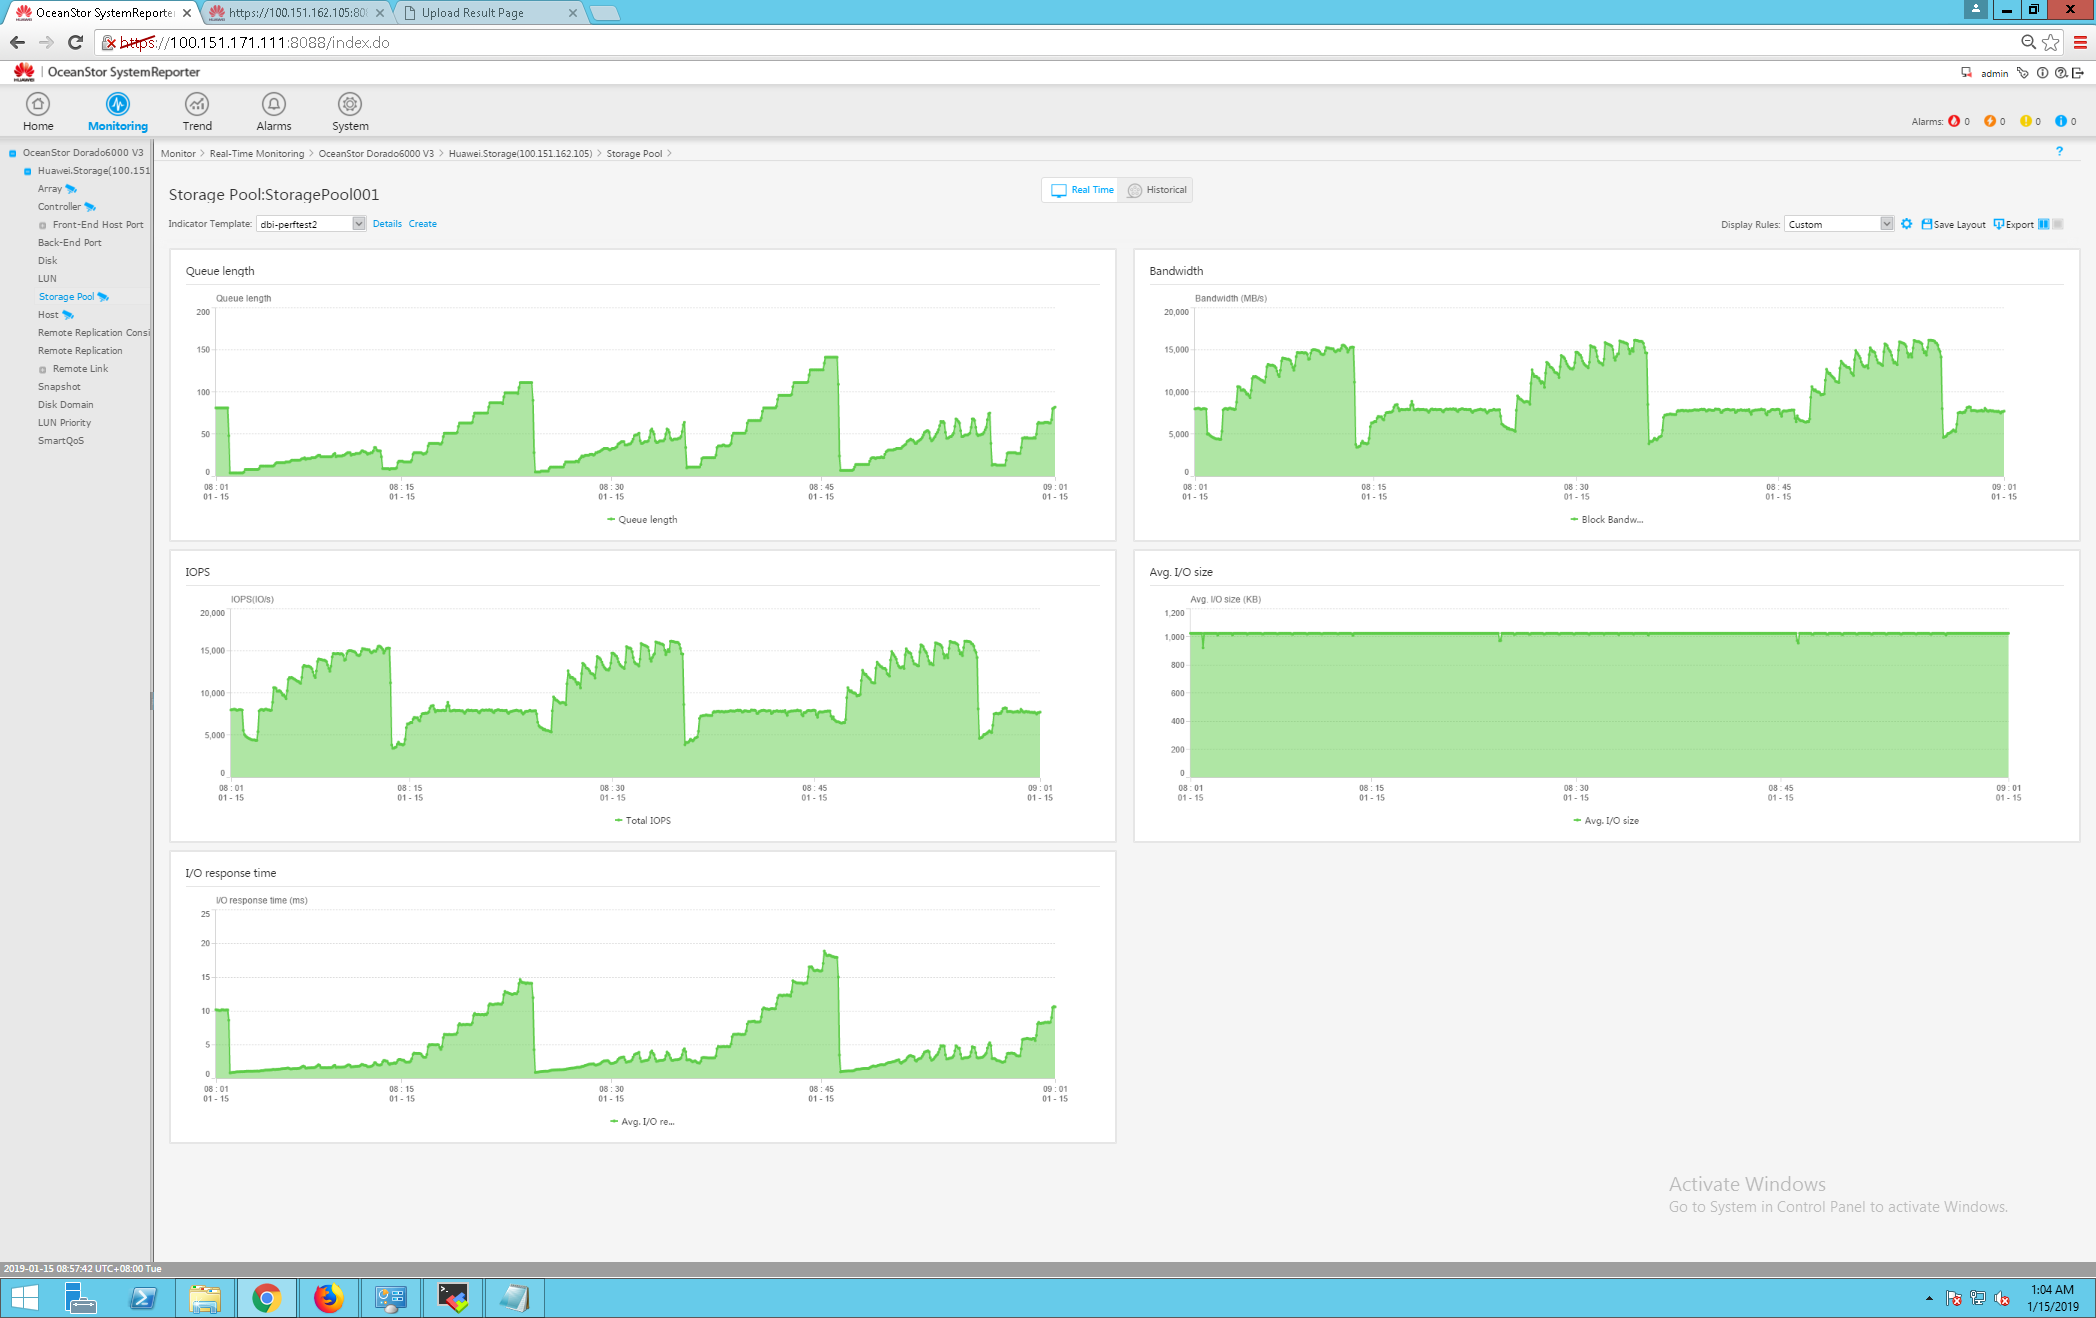 OceanStor SystemReporter
https://100.151.162.105:80
Upload Result Page
https://100.151.171.111:8088/index.do
HUAWEI | OceanStor SystemReporter
admin
Home
Monitoring
Trend
Alarms
System
Alarms: 0 0 0 0
OceanStor Dorado6000 V3
Huawei.Storage(100.151
Array
Controller
Front-End Host Port
Back-End Port
Disk
LUN
Storage Pool
Host
Remote Replication Consi
Remote Replication
Remote Link
Snapshot
Disk Domain
LUN Priority
SmartQoS
Monitor > Real-Time Monitoring > OceanStor Dorado6000 V3 > Huawei.Storage(100.151.162.105) > Storage Pool >
?
Storage Pool:StoragePool001
Real Time
Historical
Indicator Template: dbi-perftest2 Details Create
Display Rules: Custom Save Layout Export
Queue length
Queue length
200
150
100
50
0
08 : 01 08 : 15 08 : 30 08 : 45 09 : 01
01 - 15 01 - 15 01 - 15 01 - 15 01 - 15
Queue length
Bandwidth
Bandwidth (MB/s)
20,000
15,000
10,000
5,000
0
08 : 01 08 : 15 08 : 30 08 : 45 09 : 01
01 - 15 01 - 15 01 - 15 01 - 15 01 - 15
Block Bandw...
IOPS
IOPS(IO/s)
20,000
15,000
10,000
5,000
0
08 : 01 08 : 15 08 : 30 08 : 45 09 : 01
01 - 15 01 - 15 01 - 15 01 - 15 01 - 15
Total IOPS
Avg. I/O size
Avg. I/O size (KB)
1,200
1,000
800
600
400
200
0
08 : 01 08 : 15 08 : 30 08 : 45 09 : 01
01 - 15 01 - 15 01 - 15 01 - 15 01 - 15
Avg. I/O size
I/O response time
I/O response time (ms)
25
20
15
10
5
0
08 : 01 08 : 15 08 : 30 08 : 45 09 : 01
01 - 15 01 - 15 01 - 15 01 - 15 01 - 15
Avg. I/O re...
Activate Windows
Go to System in Control Panel to activate Windows.
2019-01-15 08:57:42 UTC+08:00 Tue
1:04 AM
1/15/2019